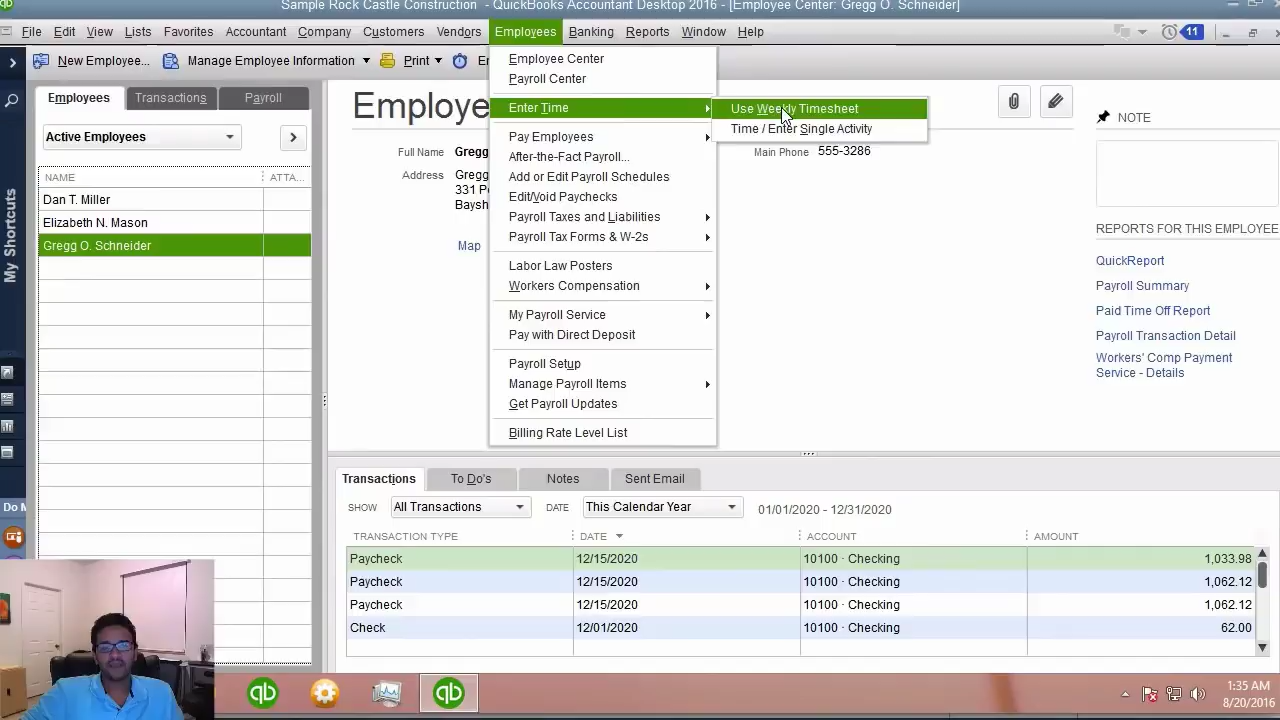 Sample Rock Castle Construction - QuickBooks Accountant Desktop 2016 - [Employee Center: Gregg O. Schneider]
File Edit View Lists Favorites Accountant Company Customers Vendors Employees Banking Reports Window Help 11
New Employee... Manage Employee Information Print En
Employees Transactions Payroll
Active Employees
NAME ATTA...
Dan T. Miller
Elizabeth N. Mason
Gregg O. Schneider
My Shortcuts
Do M
Employee Center
Payroll Center
Enter Time
Pay Employees
After-the-Fact Payroll...
Add or Edit Payroll Schedules
Edit/Void Paychecks
Payroll Taxes and Liabilities
Payroll Tax Forms & W-2s
Labor Law Posters
Workers Compensation
My Payroll Service
Pay with Direct Deposit
Payroll Setup
Manage Payroll Items
Get Payroll Updates
Billing Rate Level List
Use Weekly Timesheet
Time / Enter Single Activity
Employe
Full Name Gregg
Address Gregg
331 P
Baysh
Map
Main Phone 555-3286
NOTE
REPORTS FOR THIS EMPLOYEE
QuickReport
Payroll Summary
Paid Time Off Report
Payroll Transaction Detail
Workers' Comp Payment
Service - Details
Transactions To Do's Notes Sent Email
SHOW All Transactions DATE This Calendar Year 01/01/2020 - 12/31/2020
TRANSACTION TYPE DATE ACCOUNT AMOUNT
Paycheck 12/15/2020 10100 · Checking 1,033.98
Paycheck 12/15/2020 10100 · Checking 1,062.12
Paycheck 12/15/2020 10100 · Checking 1,062.12
Check 12/01/2020 10100 · Checking 62.00
qb qb
1:35 AM
8/20/2016